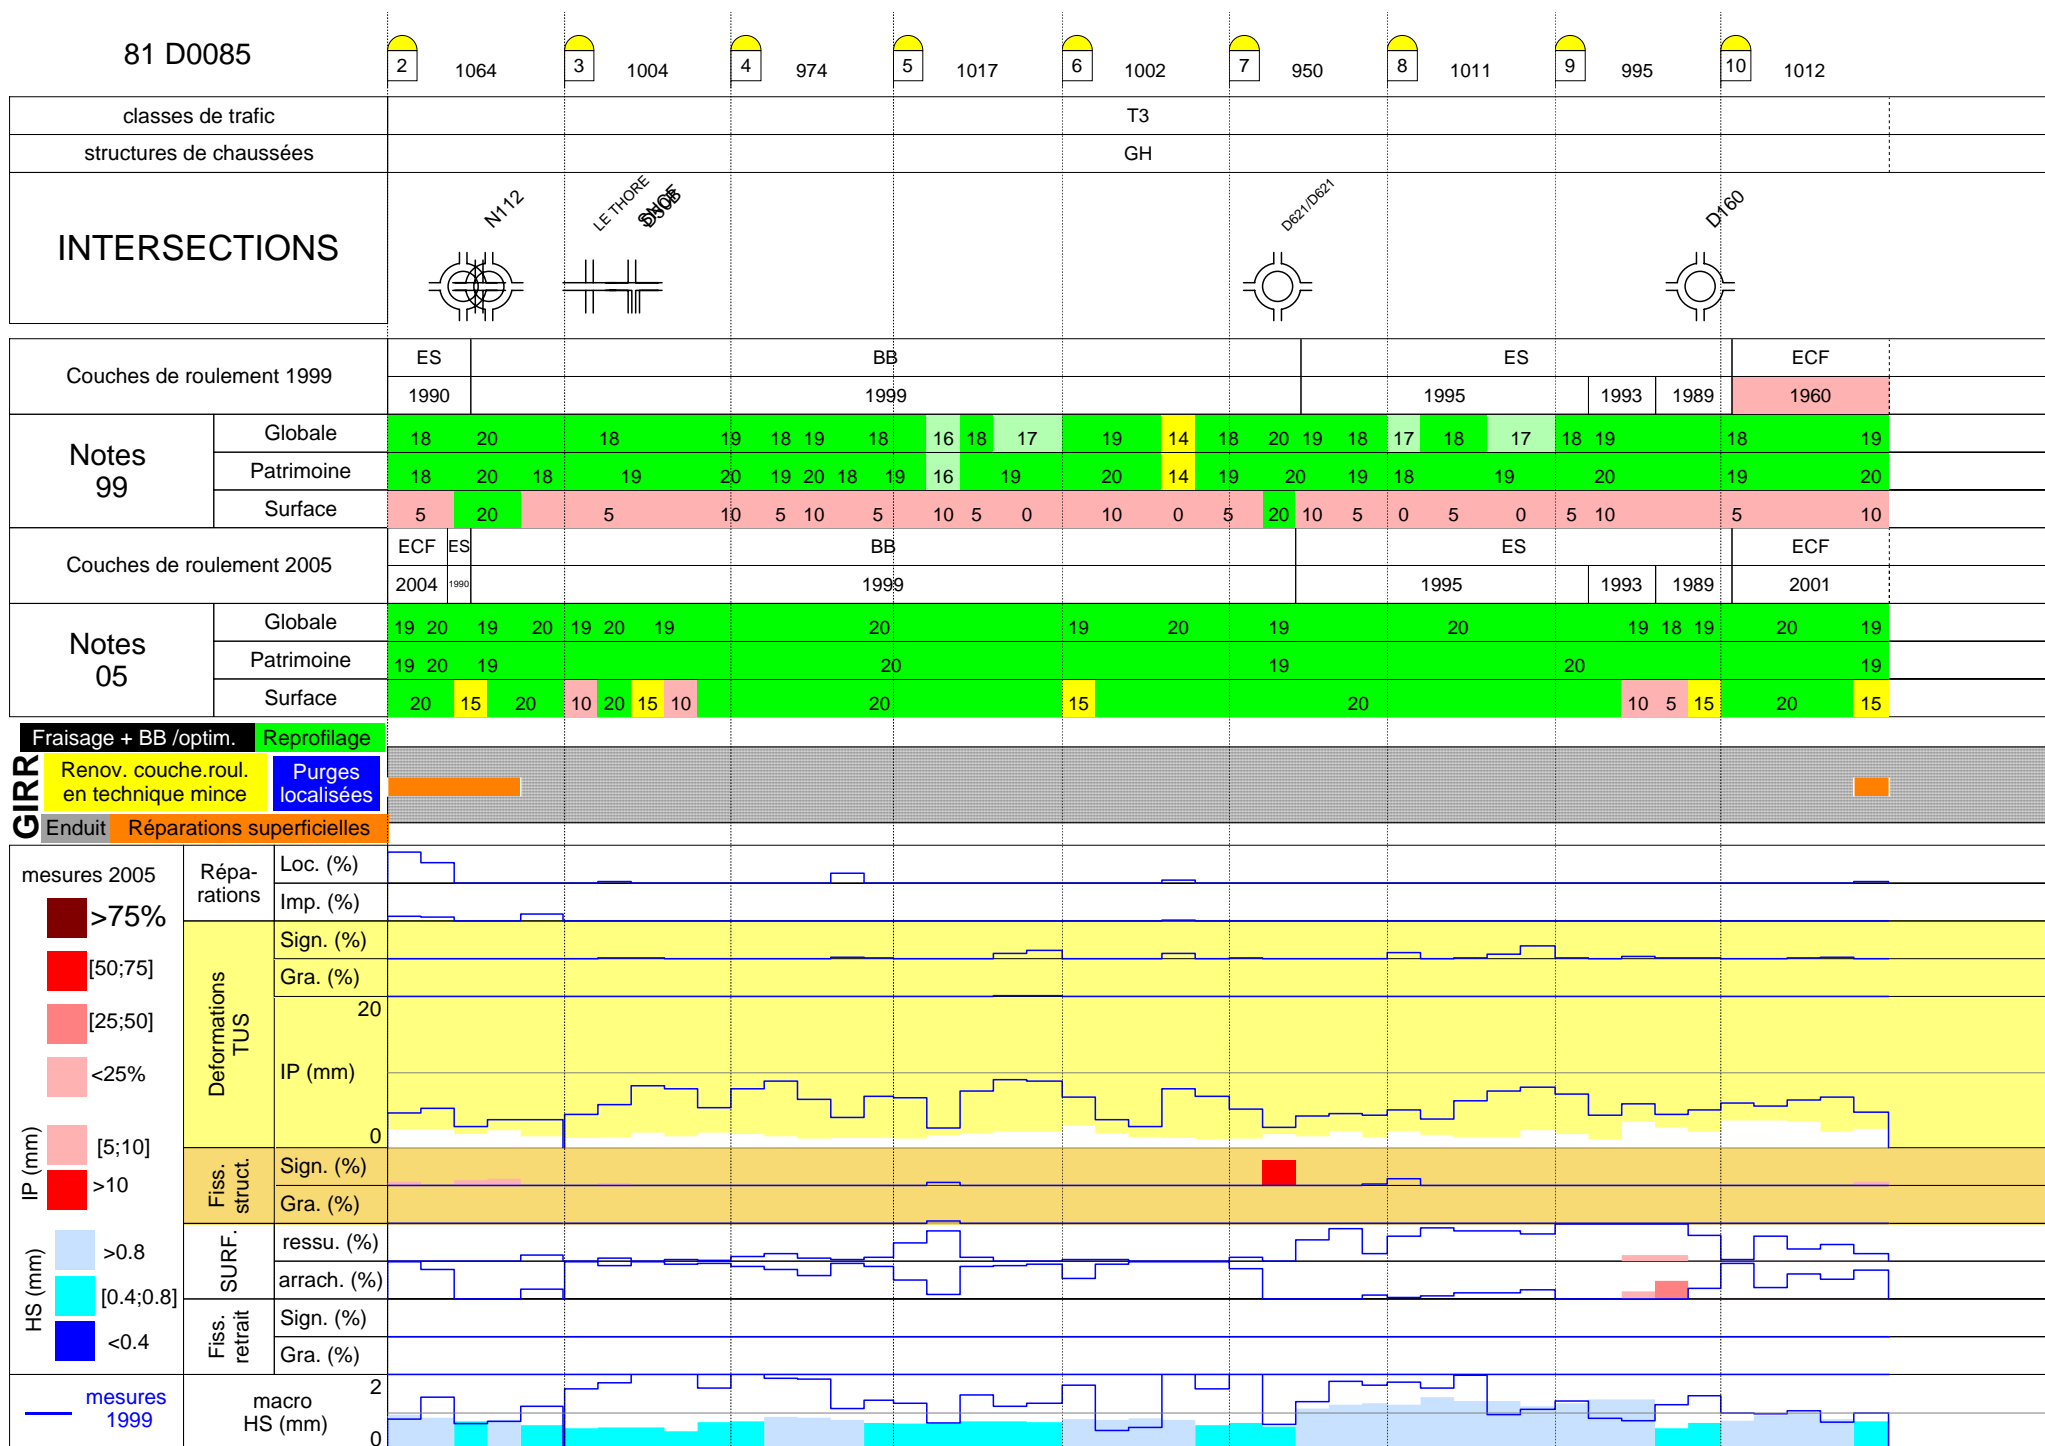 81 D0085
2 1064 3 1004 4 974 5 1017 6 1002 7 950 8 1011 9 995 10 1012
classes de trafic T3
structures de chaussées GH
INTERSECTIONS
N112 LE THORE D621/D621 D160
Couches de roulement 1999
ES BB ES ECF
1990 1999 1995 1993 1989 1960
Notes 99
Globale 18 20 18 19 18 19 18 16 18 17 19 14 18 20 19 18 17 18 17 18 19 18 19
Patrimoine 18 20 18 19 20 19 20 18 19 16 19 20 14 19 20 19 18 19 20 19 20
Surface 5 20 5 10 5 10 5 10 5 0 10 0 5 20 10 5 0 5 0 5 10 5 10
Couches de roulement 2005
ECF ES BB ES ECF
2004 1990 1999 1995 1993 1989 2001
Notes 05
Globale 19 20 19 20 19 20 19 20 19 20 19 20 19 18 19 20 19
Patrimoine 19 20 19 20 19 20 19
Surface 20 15 20 10 20 15 10 20 15 20 10 5 15 20 15
GIRR
Fraisage + BB /optim. Reprofilage
Renov. couche.roul.
en technique mince
Purges
localisées
Enduit Réparations superficielles
mesures 2005
>75%
[50;75]
[25;50]
<25%
IP (mm)
[5;10]
>10
HS (mm)
>0.8
[0.4;0.8]
<0.4
mesures
1999
Répa-
rations
Loc. (%)
Imp. (%)
Deformations
TUS
Sign. (%)
Gra. (%)
20
IP (mm)
0
Fiss.
struct.
Sign. (%)
Gra. (%)
SURF.
ressu. (%)
arrach. (%)
Fiss.
retrait
Sign. (%)
Gra. (%)
macro
HS (mm)
2
0